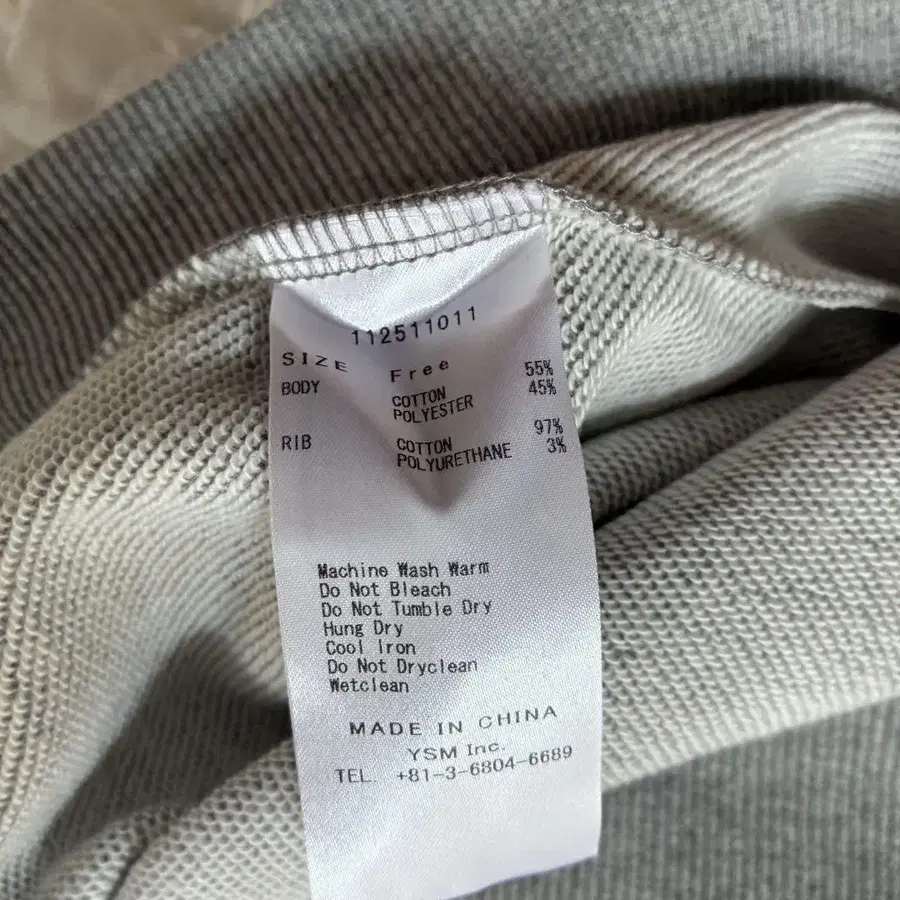 112511011
SIZE Free
BODY COTTON 55%
POLYESTER 45%
RIB COTTON 97%
POLYURETHANE 3%
Machine Wash Warm
Do Not Bleach
Do Not Tumble Dry
Hung Dry
Cool Iron
Do Not Dryclean
Wetclean
MADE IN CHINA
YSM Inc.
TEL. +81-3-6804-6689